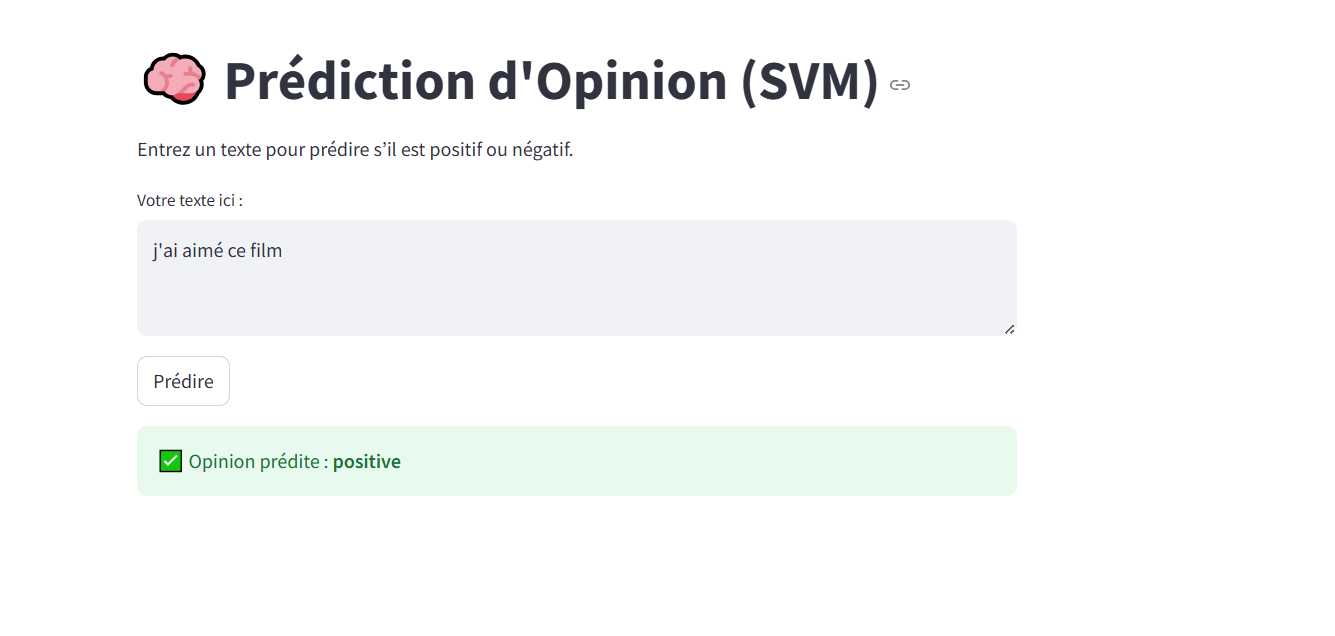 Prédiction d'Opinion (SVM)
Entrez un texte pour prédire s’il est positif ou négatif.
Votre texte ici :
j'ai aimé ce film
Prédire
Opinion prédite : positive